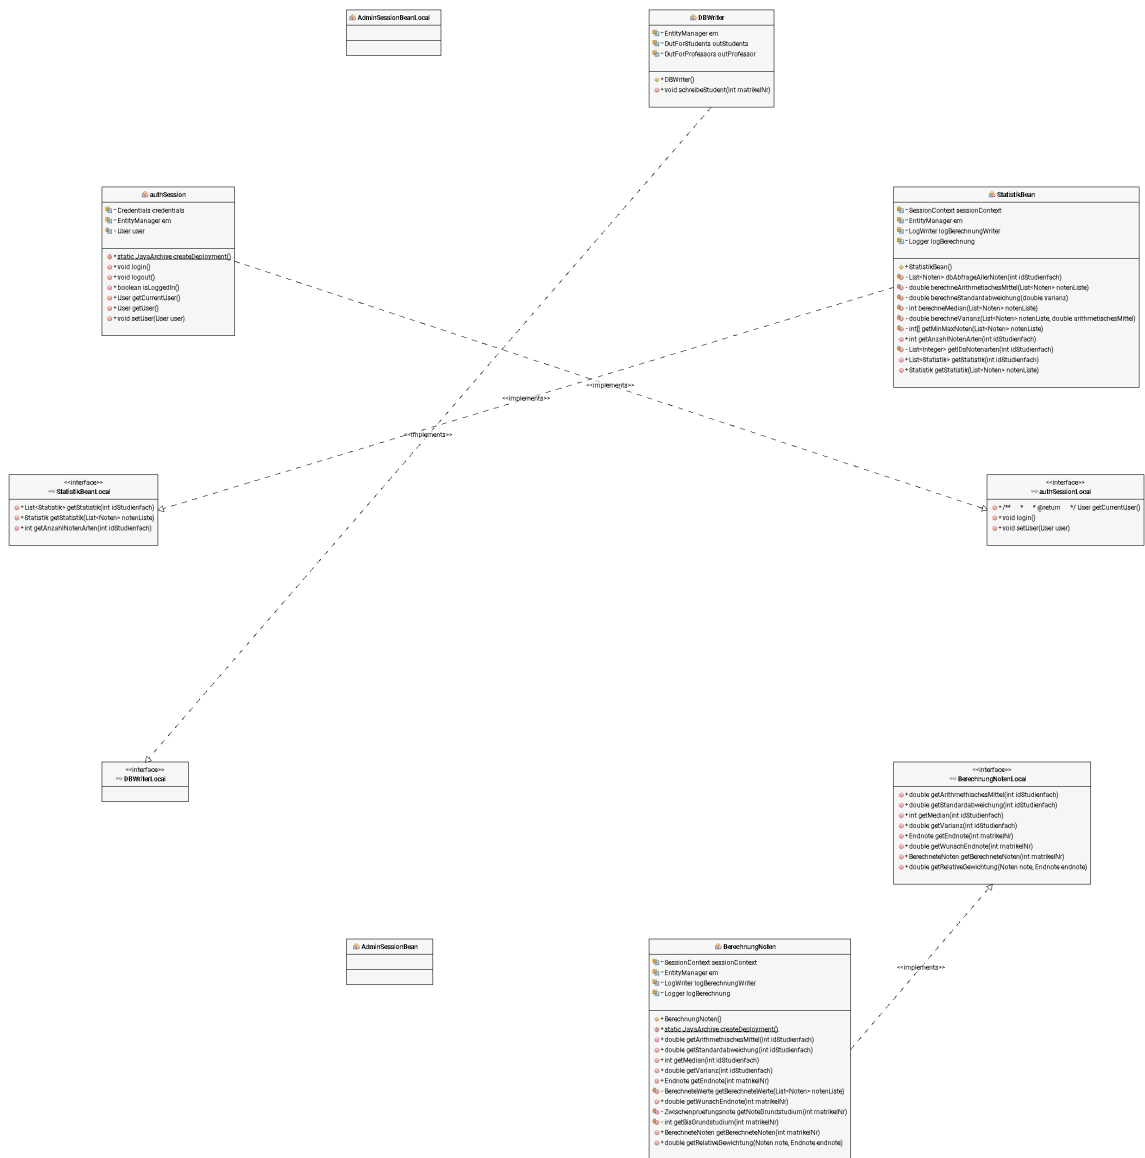 AdminSessionBeanLocal
DBWriter
~ EntityManager em
~ OutForStudents outStudents
~ OutForProfessors outProfessor
+ DBWriter()
+ void schreibeStudent(int matrikelNr)
authSession
~ Credentials credentials
~ EntityManager em
- User user
+ static JavaArchive createDeployment()
+ void login()
+ void logout()
+ boolean isLoggedIn()
+ User getCurrentUser()
+ User getUser()
+ void setUser(User user)
StatistikBean
~ SessionContext sessionContext
~ EntityManager em
~ LogWriter logBerechnungWriter
~ Logger logBerechnung
+ StatistikBean()
- List<Noten> dbAbfrageAllerNoten(int idStudienfach)
- double berechneArithmetischesMittel(List<Noten> notenListe)
- double berechneStandardabweichung(double varianz)
- int berechneMedian(List<Noten> notenListe)
- double berechneVarianz(List<Noten> notenListe, double arithmetischesMittel)
- int[] getMinMaxNoten(List<Noten> notenListe)
+ int getAnzahlNotenArten(int idStudienfach)
- List<Integer> getIDsNotenarten(int idStudienfach)
+ List<Statistik> getStatistik(int idStudienfach)
+ Statistik getStatistik(List<Noten> notenListe)
<<implements>>
<<implements>>
<<implements>>
<<interface>>
StatistikBeanLocal
+ List<Statistik> getStatistik(int idStudienfach)
+ Statistik getStatistik(List<Noten> notenListe)
+ int getAnzahlNotenArten(int idStudienfach)
<<interface>>
authSessionLocal
+ /** * * @return */ User getCurrentUser()
+ void login()
+ void setUser(User user)
<<interface>>
DBWriterLocal
<<interface>>
BerechnungNotenLocal
+ double getArithmethischesMittel(int idStudienfach)
+ double getStandardabweichung(int idStudienfach)
+ int getMedian(int idStudienfach)
+ double getVarianz(int idStudienfach)
+ Endnote getEndnote(int matrikelNr)
+ double getWunschEndnote(int matrikelNr)
+ BerechneteNoten getBerechneteNoten(int matrikelNr)
+ double getRelativeGewichtung(Noten note, Endnote endnote)
AdminSessionBean
BerechnungNoten
~ SessionContext sessionContext
~ EntityManager em
~ LogWriter logBerechnungWriter
~ Logger logBerechnung
+ BerechnungNoten()
+ static JavaArchive createDeployment()
+ double getArithmethischesMittel(int idStudienfach)
+ double getStandardabweichung(int idStudienfach)
+ int getMedian(int idStudienfach)
+ double getVarianz(int idStudienfach)
+ Endnote getEndnote(int matrikelNr)
- BerechneteWerte getBerechneteWerte(List<Noten> notenListe)
+ double getWunschEndnote(int matrikelNr)
- Zwischenpruefungsnote getNoteGrundstudium(int matrikelNr)
- int getBisGrundstudium(int matrikelNr)
+ BerechneteNoten getBerechneteNoten(int matrikelNr)
+ double getRelativeGewichtung(Noten note, Endnote endnote)
<<implements>>